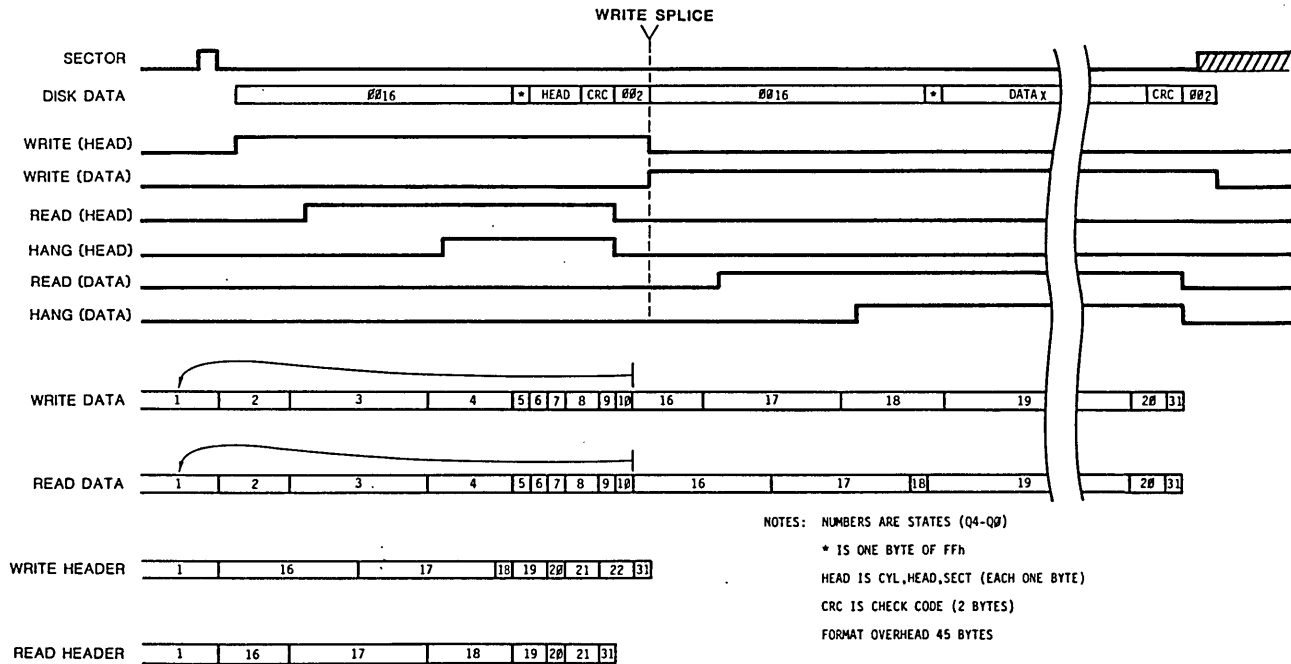 WRITE SPLICE
SECTOR
DISK DATA ØØ16 * HEAD CRC ØØ2 ØØ16 * DATA X CRC ØØ2
WRITE (HEAD)
WRITE (DATA)
READ (HEAD)
HANG (HEAD)
READ (DATA)
HANG (DATA)
WRITE DATA 1 2 3 4 5 6 7 8 9 1Ø 16 17 18 19 2Ø 31
READ DATA 1 2 3 4 5 6 7 8 9 1Ø 16 17 18 19 2Ø 31
NOTES: NUMBERS ARE STATES (Q4-QØ)
* IS ONE BYTE OF FFh
WRITE HEADER 1 16 17 18 19 2Ø 21 22 31
HEAD IS CYL,HEAD,SECT (EACH ONE BYTE)
CRC IS CHECK CODE (2 BYTES)
FORMAT OVERHEAD 45 BYTES
READ HEADER 1 16 17 18 19 2Ø 21 31